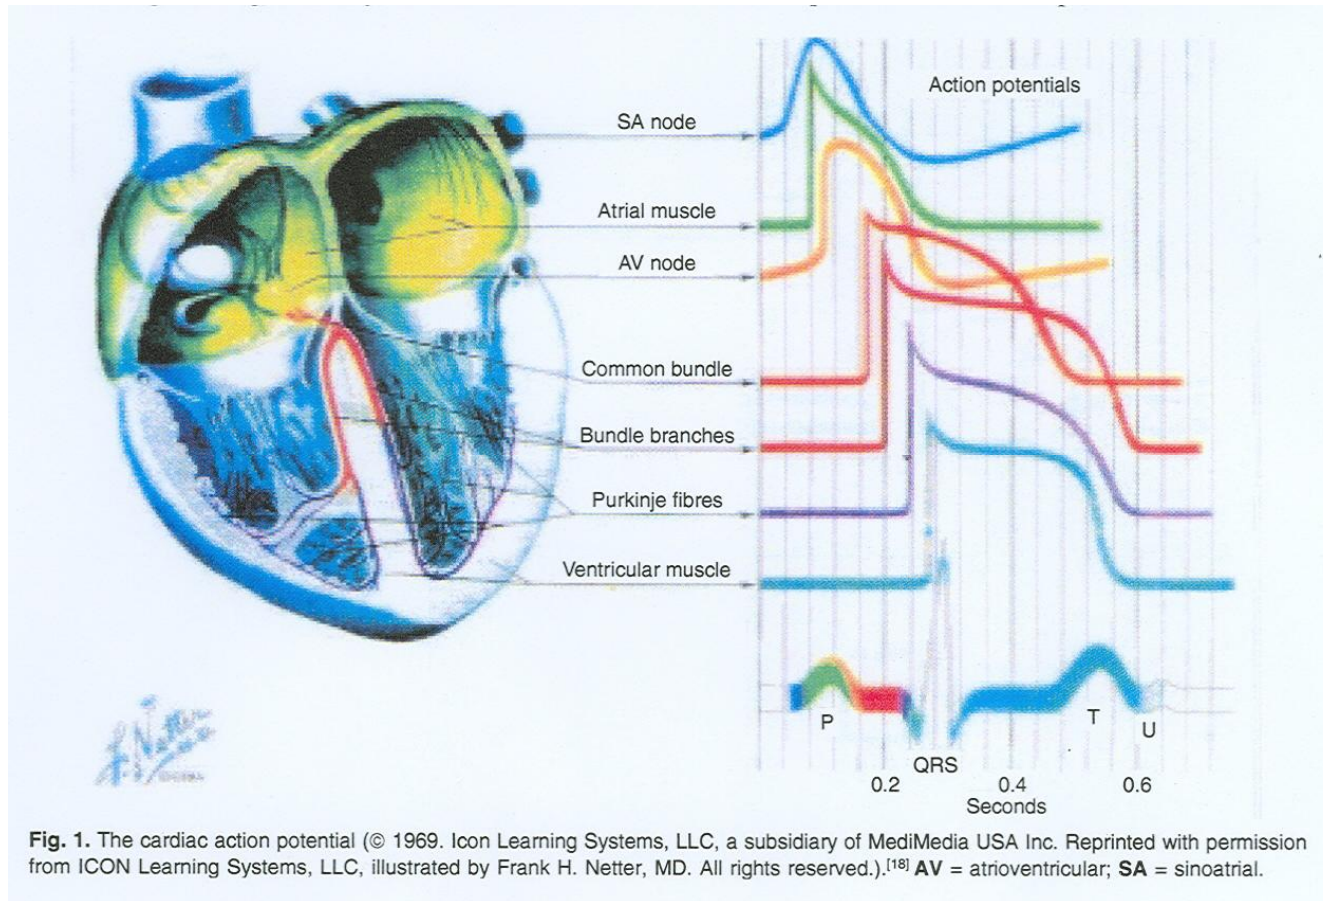 Action potentials
SA node
Atrial muscle
AV node
Common bundle
Bundle branches
Purkinje fibres
Ventricular muscle
P
T
U
QRS
0.2
0.4
0.6
Seconds
Fig. 1. The cardiac action potential (© 1969. Icon Learning Systems, LLC, a subsidiary of MediMedia USA Inc. Reprinted with permission
from ICON Learning Systems, LLC, illustrated by Frank H. Netter, MD. All rights reserved.).[18] AV = atrioventricular; SA = sinoatrial.